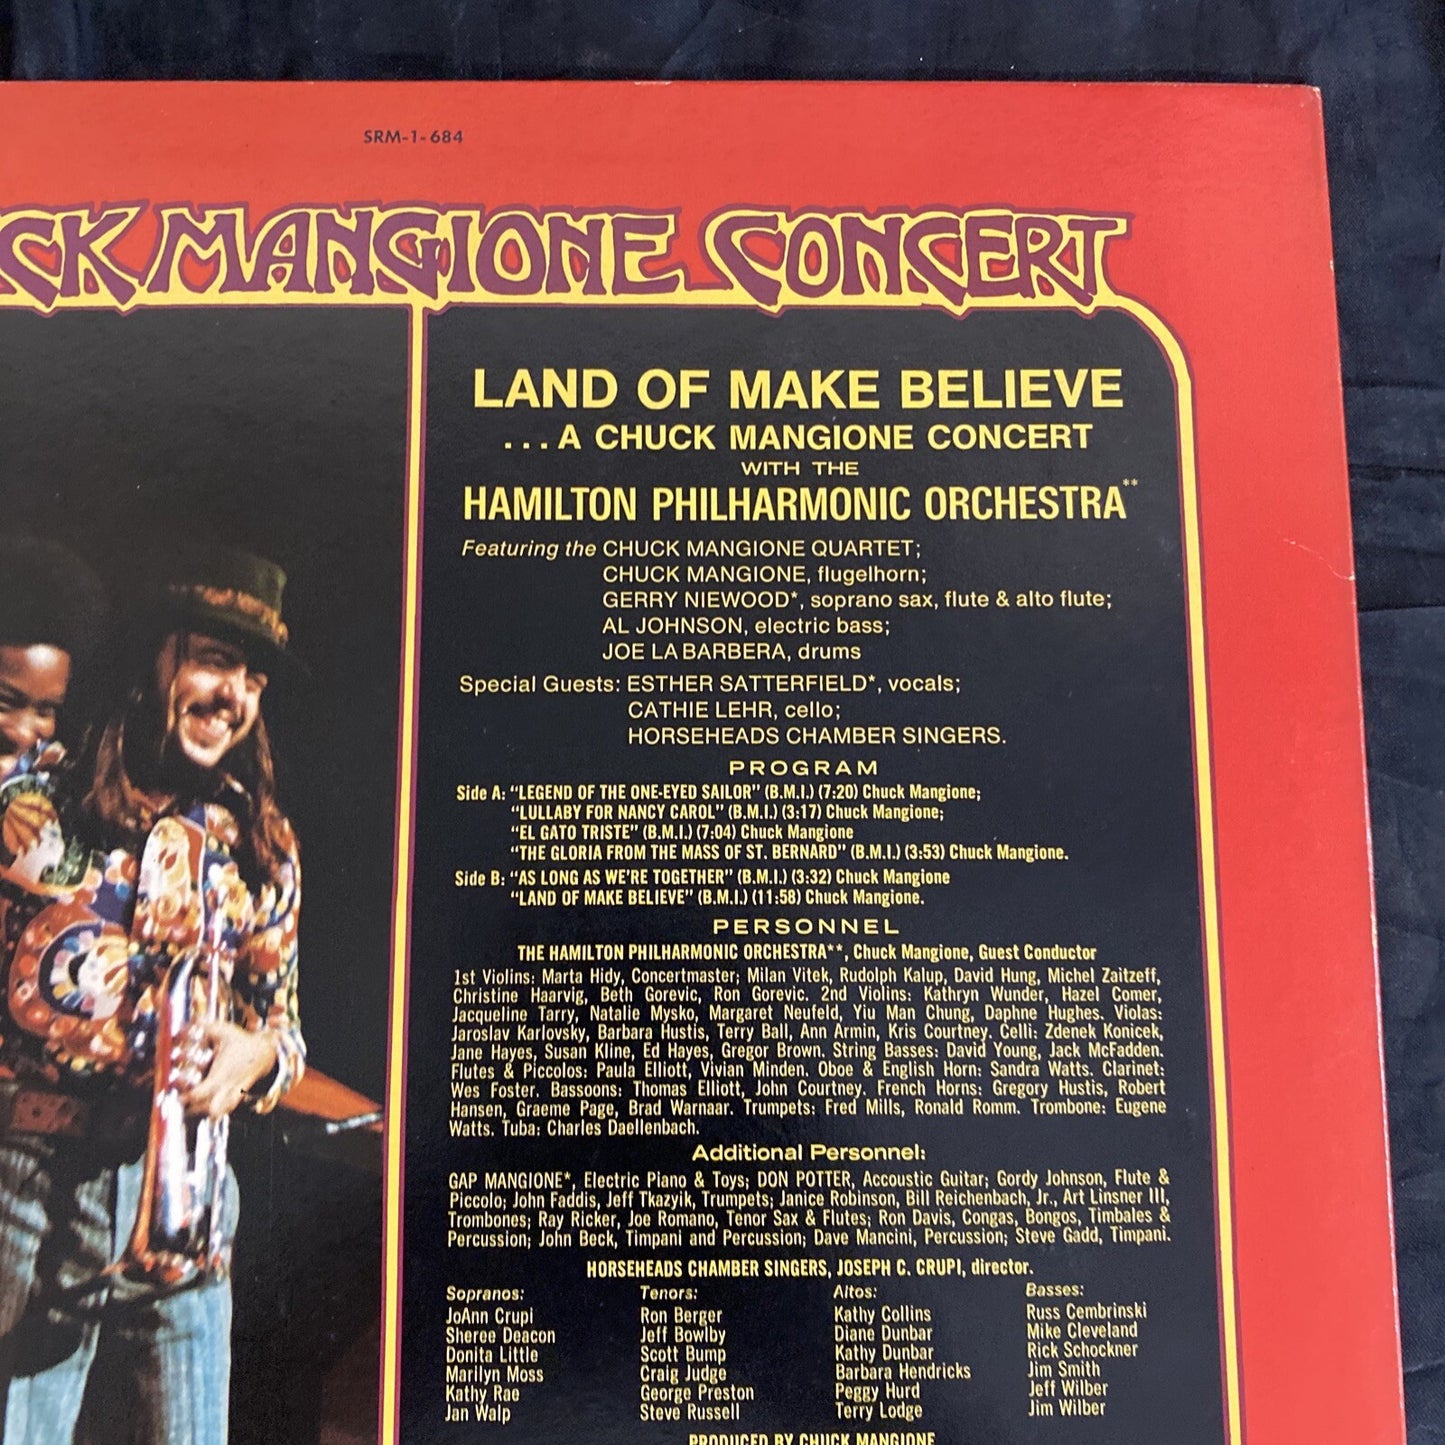 SRM-1-684
CK MANGIONE CONCERT
LAND OF MAKE BELIEVE
...A CHUCK MANGIONE CONCERT
WITH THE
HAMILTON PHILHARMONIC ORCHESTRA**
Featuring the CHUCK MANGIONE QUARTET;
CHUCK MANGIONE, flugelhorn;
GERRY NIEWOOD*, soprano sax, flute & alto flute;
AL JOHNSON, electric bass;
JOE LA BARBERA, drums
Special Guests: ESTHER SATTERFIELD*, vocals;
CATHIE LEHR, cello;
HORSEHEADS CHAMBER SINGERS.
PROGRAM
Side A: "LEGEND OF THE ONE-EYED SAILOR" (B.M.I.) (7:20) Chuck Mangione;
"LULLABY FOR NANCY CAROL" (B.M.I.) (3:17) Chuck Mangione;
"EL GATO TRISTE" (B.M.I.) (7:04) Chuck Mangione
"THE GLORIA FROM THE MASS OF ST. BERNARD" (B.M.I.) (3:53) Chuck Mangione.
Side B: "AS LONG AS WE'RE TOGETHER" (B.M.I.) (3:32) Chuck Mangione
"LAND OF MAKE BELIEVE" (B.M.I.) (11:58) Chuck Mangione.
PERSONNEL
THE HAMILTON PHILHARMONIC ORCHESTRA**, Chuck Mangione, Guest Conductor
1st Violins: Marta Hidy, Concertmaster; Milan Vitek, Rudolph Kalup, David Hung, Michel Zaitzeff,
Christine Haarvig, Beth Gorevic, Ron Gorevic. 2nd Violins: Kathryn Wunder, Hazel Comer,
Jacqueline Tarry, Natalie Mysko, Margaret Neufeld, Yiu Man Chung, Daphne Hughes. Violas:
Jaroslav Karlovsky, Barbara Hustis, Terry Ball, Ann Armin, Kris Courtney. Celli: Zdenek Konicek,
Jane Hayes, Susan Kline, Ed Hayes, Gregor Brown. String Basses: David Young, Jack McFadden.
Flutes & Piccolos: Paula Elliott, Vivian Minden. Oboe & English Horn: Sandra Watts. Clarinet:
Wes Foster. Bassoons: Thomas Elliott, John Courtney. French Horns: Gregory Hustis, Robert
Hansen, Graeme Page, Brad Warnaar. Trumpets: Fred Mills, Ronald Romm. Trombone: Eugene
Watts. Tuba: Charles Daellenbach.
Additional Personnel:
GAP MANGIONE*, Electric Piano & Toys; DON POTTER, Accoustic Guitar; Gordy Johnson, Flute &
Piccolo; John Faddis, Jeff Tkazyik, Trumpets; Janice Robinson, Bill Reichenbach, Jr., Art Linsner III,
Trombones; Ray Ricker, Joe Romano, Tenor Sax & Flutes; Ron Davis, Congas, Bongos, Timbales &
Percussion; John Beck, Timpani and Percussion; Dave Mancini, Percussion; Steve Gadd, Timpani.
HORSEHEADS CHAMBER SINGERS, JOSEPH C. CRUPI, director.
Sopranos: Tenors: Altos: Basses:
JoAnn Crupi Ron Berger Kathy Collins Russ Cembrinski
Sheree Deacon Jeff Bowlby Diane Dunbar Mike Cleveland
Donita Little Scott Bump Kathy Dunbar Rick Schockner
Marilyn Moss Craig Judge Barbara Hendricks Jim Smith
Kathy Rae George Preston Peggy Hurd Jeff Wilber
Jan Walp Steve Russell Terry Lodge Jim Wilber
PRODUCED BY CHUCK MANGIONE